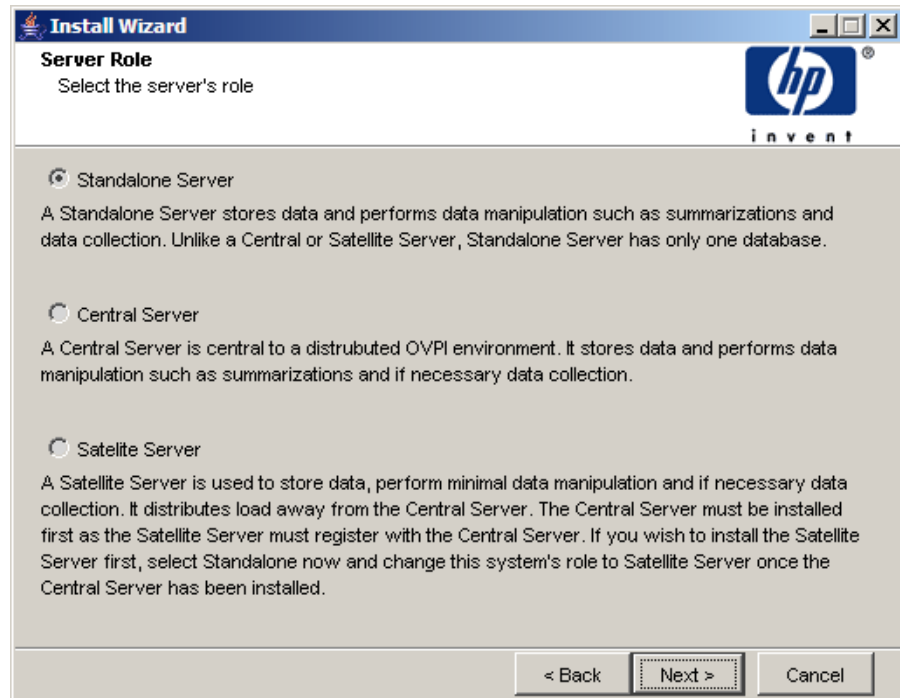 Install Wizard
Server Role
Select the server's role
hp
®
invent
Standalone Server
A Standalone Server stores data and performs data manipulation such as summarizations and
data collection. Unlike a Central or Satellite Server, Standalone Server has only one database.
Central Server
A Central Server is central to a distrubuted OVPI environment. It stores data and performs data
manipulation such as summarizations and if necessary data collection.
Satelite Server
A Satellite Server is used to store data, perform minimal data manipulation and if necessary data
collection. It distributes load away from the Central Server. The Central Server must be installed
first as the Satellite Server must register with the Central Server. If you wish to install the Satellite
Server first, select Standalone now and change this system's role to Satellite Server once the
Central Server has been installed.
< Back Next > Cancel